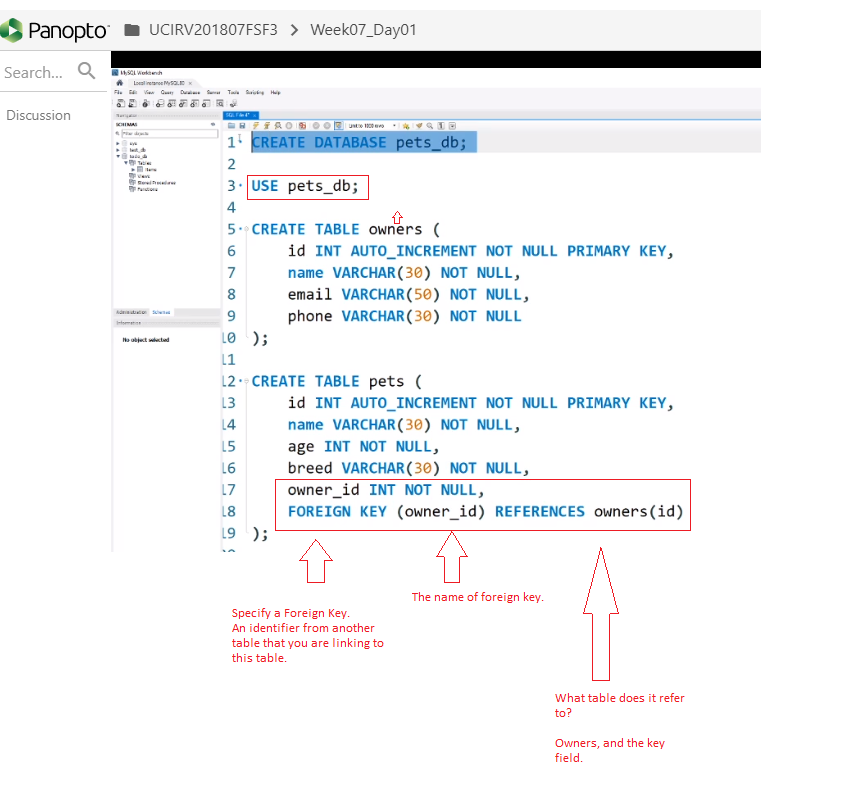 Panopto UCIRV201807FSF3 > Week07_Day01
Search...
Discussion
MySQL Workbench
Local instance MySQL80 ×
File Edit View Query Database Server Tools Scripting Help
Navigator
SCHEMAS
Filter objects
sys
test_db
todo_db
Tables
items
Views
Stored Procedures
Functions
Administration Schemas
Information
No object selected
SQL File 4*
Limit to 1000 rows
1 CREATE DATABASE pets_db;
2
3 USE pets_db;
4
5 CREATE TABLE owners (
6 id INT AUTO_INCREMENT NOT NULL PRIMARY KEY,
7 name VARCHAR(30) NOT NULL,
8 email VARCHAR(50) NOT NULL,
9 phone VARCHAR(30) NOT NULL
10 );
11
12 CREATE TABLE pets (
13 id INT AUTO_INCREMENT NOT NULL PRIMARY KEY,
14 name VARCHAR(30) NOT NULL,
15 age INT NOT NULL,
16 breed VARCHAR(30) NOT NULL,
17 owner_id INT NOT NULL,
18 FOREIGN KEY (owner_id) REFERENCES owners(id)
19 );
Specify a Foreign Key.
An identifier from another
table that you are linking to
this table.
The name of foreign key.
What table does it refer
to?
Owners, and the key
field.